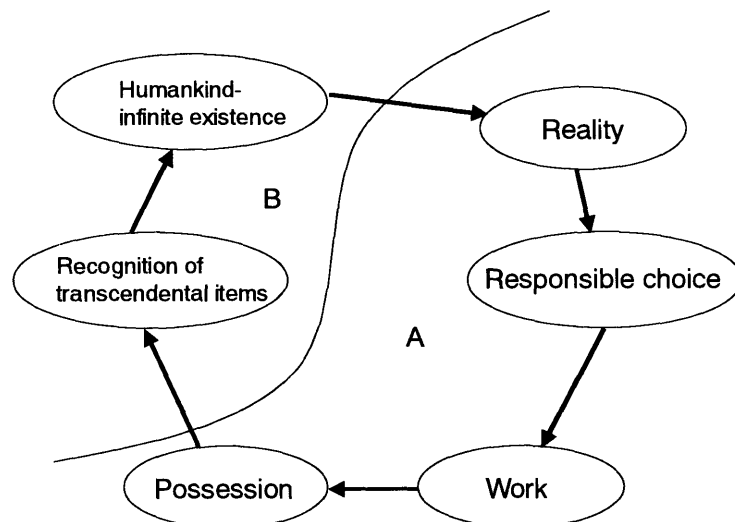 Humankind-
infinite existence
Reality
B
Recognition of
transcendental items
Responsible choice
A
Possession
Work